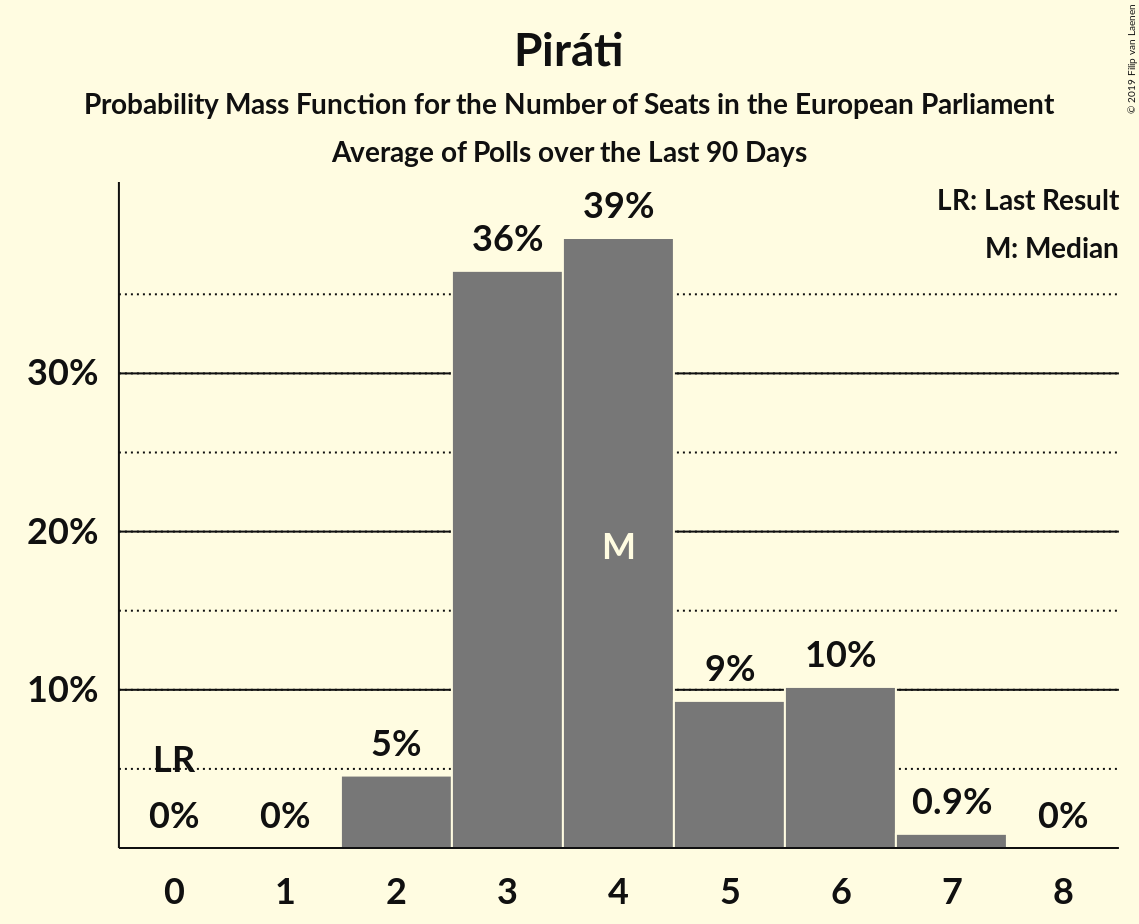 Piráti
Probability Mass Function for the Number of Seats in the European Parliament
Average of Polls over the Last 90 Days
© 2019 Filip van Laenen
LR: Last Result
M: Median
39%
36%
30%
20%
M
10%
9%
10%
5%
LR
0%
0%
0.9%
0%
0 1 2 3 4 5 6 7 8